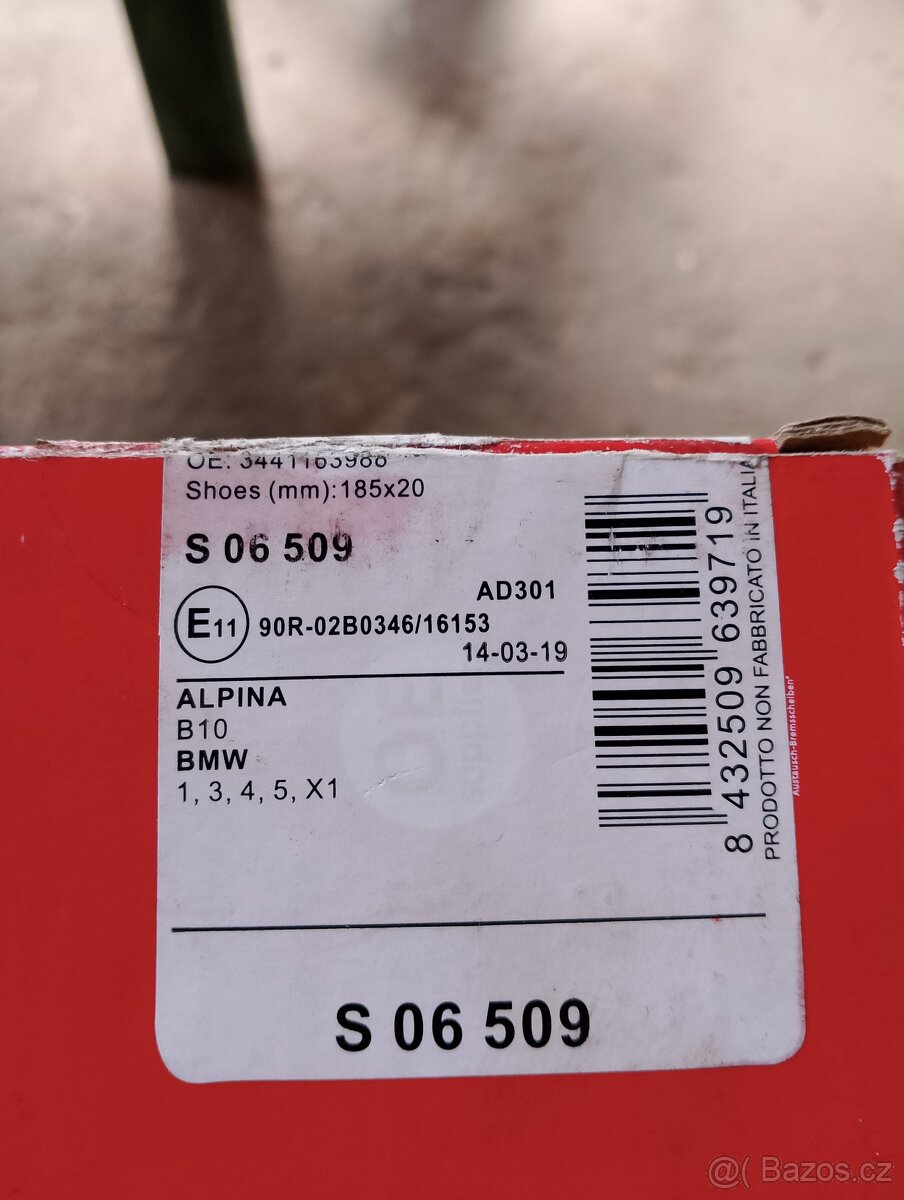 OE: 3441163988
Shoes (mm):185x20
S 06 509
AD301
E11 90R-02B0346/16153
14-03-19
ALPINA
B10
BMW
1, 3, 4, 5, X1
8 432509 639719
PRODOTTO NON FABBRICATO IN ITALIA
Austausch-Bremsscheiben"
S 06 509
@( Bazos.cz